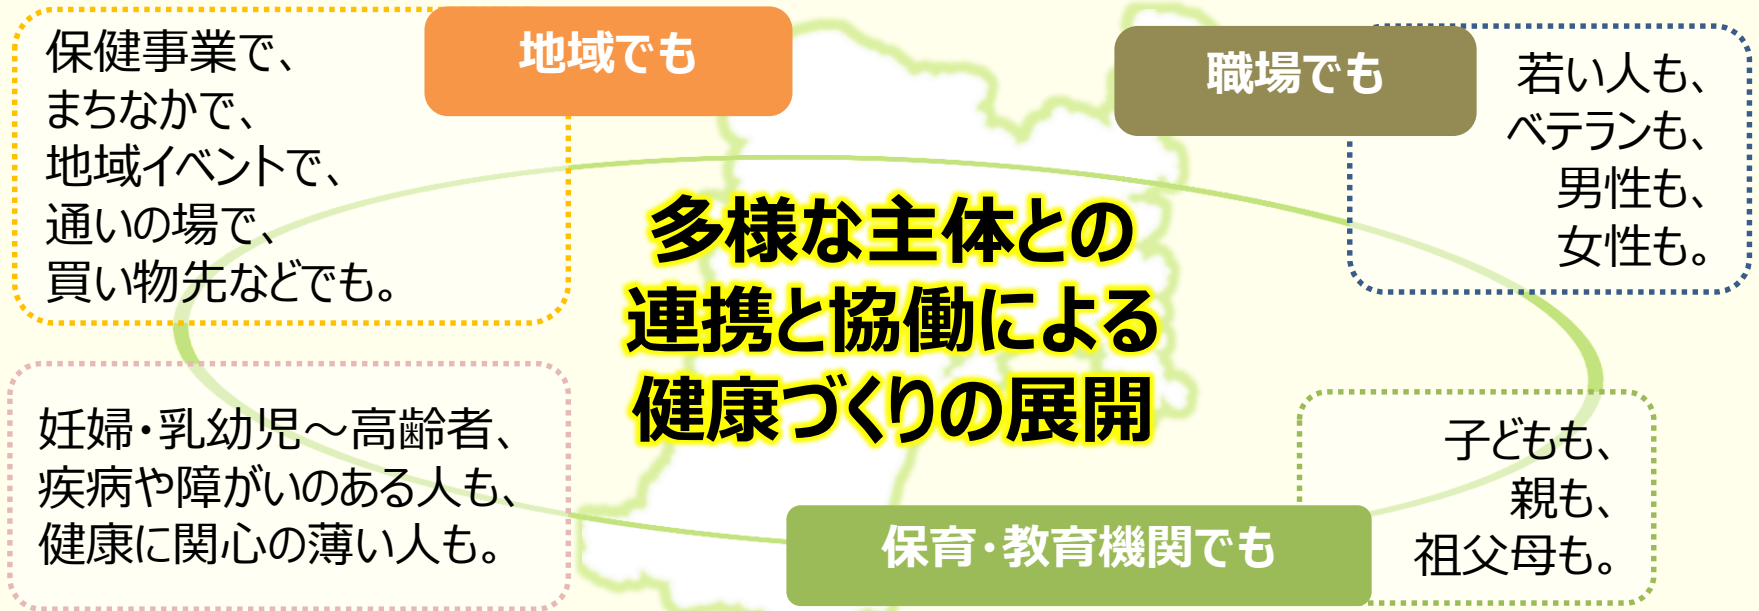 地域でも
保健事業で、
まちなかで、
地域イベントで、
通いの場で、
買い物先などでも。
職場でも
若い人も、
ベテランも、
男性も、
女性も。
多様な主体との
連携と協働による
健康づくりの展開
妊婦・乳幼児～高齢者、
疾病や障がいのある人も、
健康に関心の薄い人も。
保育・教育機関でも
子どもも、
親も、
祖父母も。